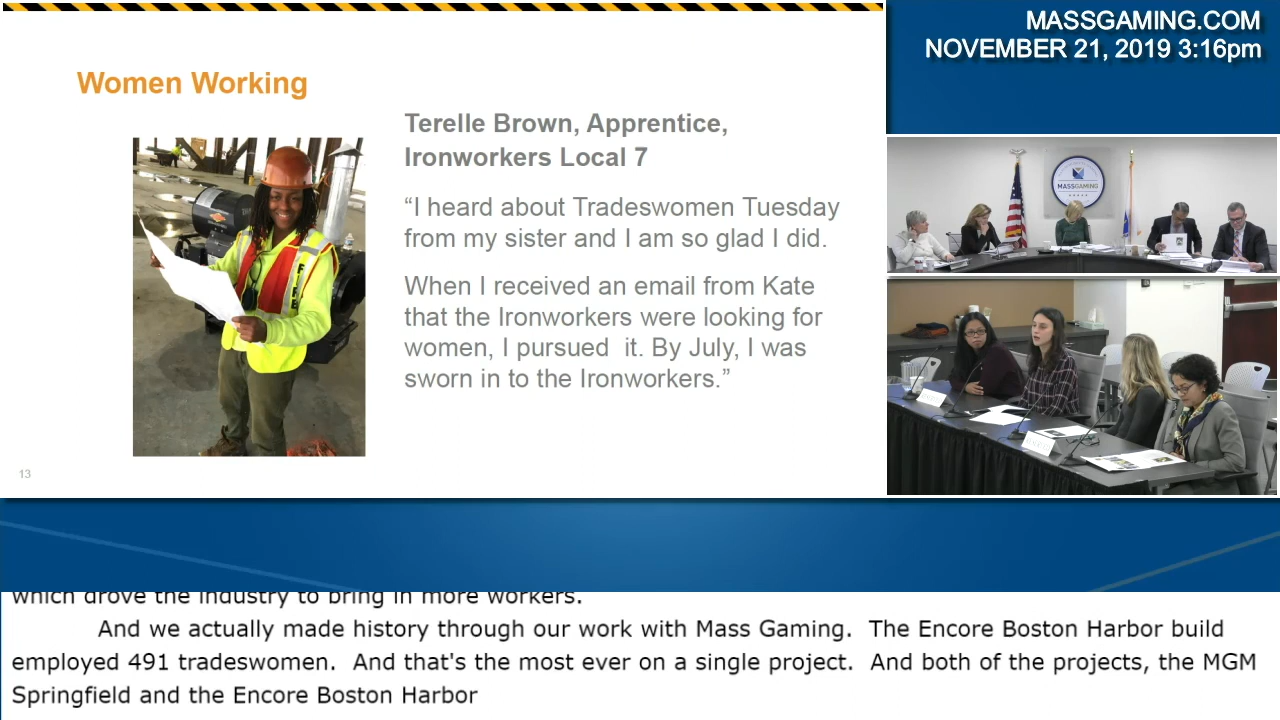 MASSGAMING.COM
NOVEMBER 21, 2019 3:16pm
Women Working
Terelle Brown, Apprentice,
Ironworkers Local 7
“I heard about Tradeswomen Tuesday
from my sister and I am so glad I did.
When I received an email from Kate
that the Ironworkers were looking for
women, I pursued it. By July, I was
sworn in to the Ironworkers.”
13
MASSGAMING
which drove the industry to bring in more workers.
And we actually made history through our work with Mass Gaming. The Encore Boston Harbor build
employed 491 tradeswomen. And that's the most ever on a single project. And both of the projects, the MGM
Springfield and the Encore Boston Harbor